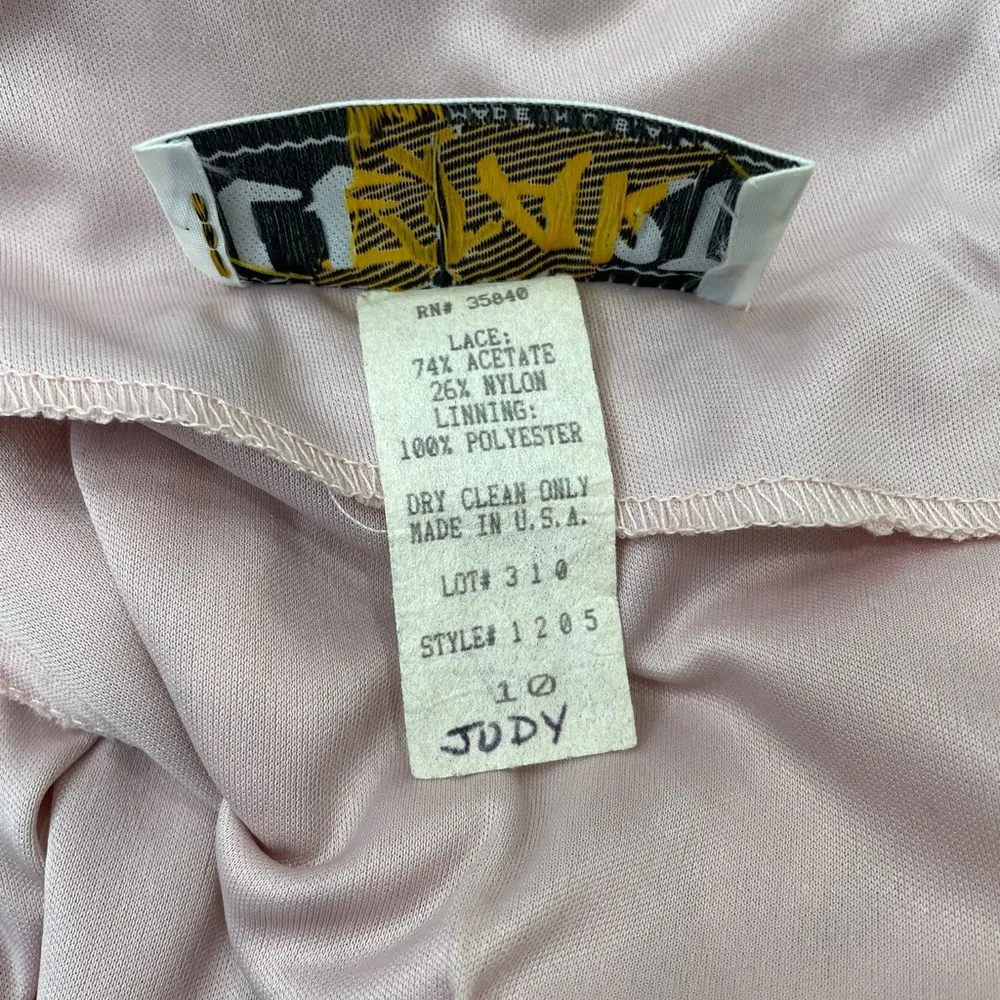 RN# 35840
LACE:
74% ACETATE
26% NYLON
LINNING:
100% POLYESTER
DRY CLEAN ONLY
MADE IN U.S.A.
LOT# 310
STYLE# 1205
10
JUDY